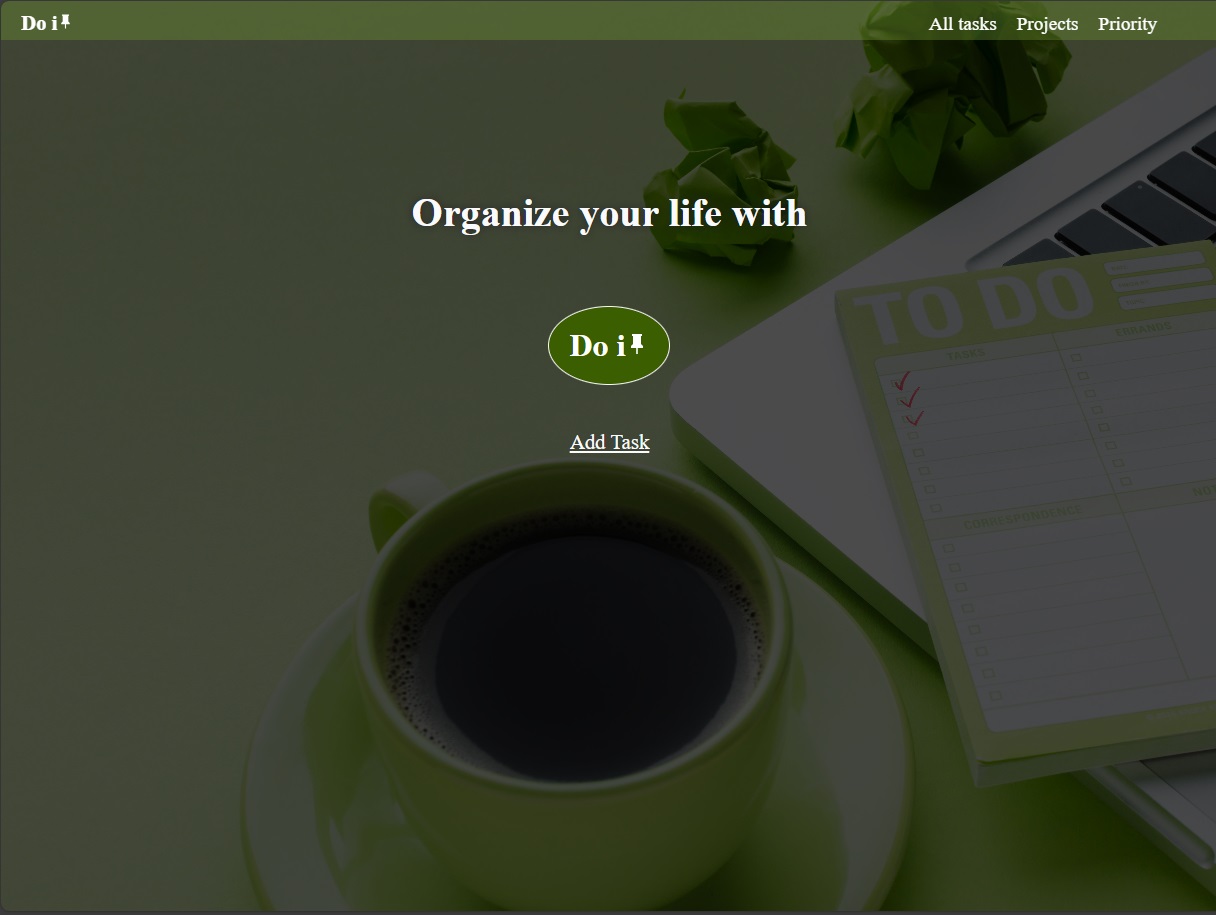 Do i
All tasks Projects Priority
Organize your life with
Do i
Add Task
TO DO
TASKS
ERRANDS
CORRESPONDENCE